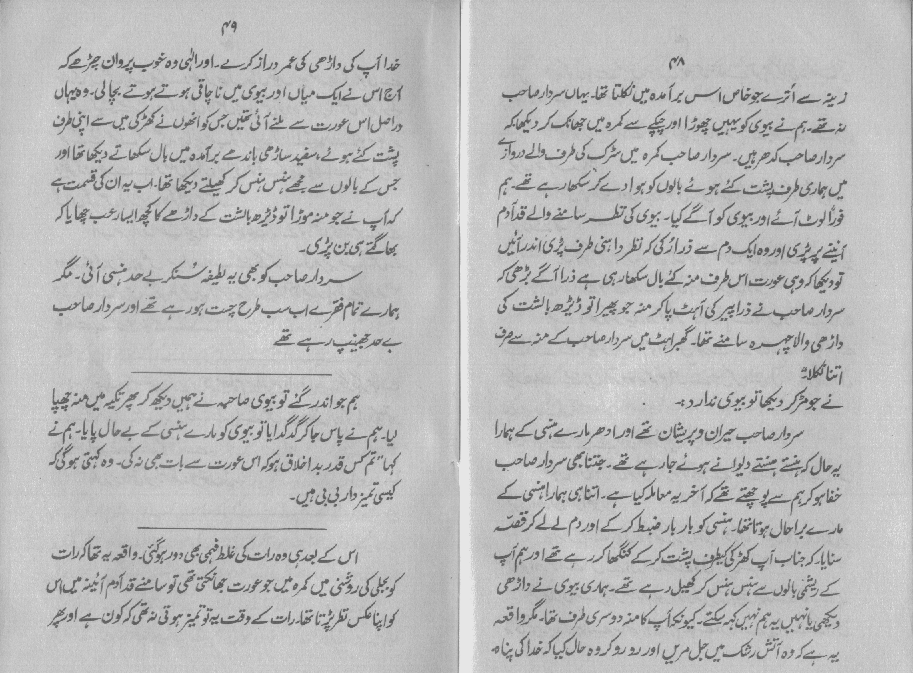 ۴۸
زینہ سے اُترے جو خاص اس برآمدہ میں نکلتا تھا۔ یہاں سردار صاحب
نہ تھے۔ ہم نے بیوی کو یہیں چھوڑا اور چپکے سے کمرہ میں جھانک کر دیکھا کہ
سردار صاحب کدھر ہیں۔ سردار صاحب کمرہ میں سڑک کی طرف والے دروازے
میں ہماری طرف پشت کئے ہوئے بالوں کو ہوا دے کر سکھا رہے تھے۔ ہم
فوراً لوٹ آئے اور بیوی کو آگے کیا۔ بیوی کی نظر سامنے والے قد آدم
آئینے پر پڑی اور وہ ایک دم سے ذرا رکی کہ نظر داہنی طرف پڑی اندر آئیں
تو دیکھا کہ وہی عورت اس طرف منہ کئے بال سکھا رہی ہے ذرا آگے بڑھی کہ
سردار صاحب نے ذرا پیر کی آہٹ پاکر منہ جو پھیرا تو ڈیڑھ بالشت کی
داڑھی والا چہرہ سامنے تھا۔ گھبراہٹ میں سردار صاحب کے منہ سے صرف
اتنا نکلا
نے جو مڑ کر دیکھا تو بیوی ندارد :۔
سردار صاحب حیران و پریشان تھے اور ادھر مارے ہنسی کے ہمارا
یہ حال کہ ہنستے ہنستے دیوانے ہوئے جا رہے تھے۔ جتنا بھی سردار صاحب
خفا ہو کر ہم سے پوچھتے تھے کہ آخر یہ معاملہ کیا ہے۔ اتنا ہی ہمارا ہنسی کے
مارے برا حال ہوتا تھا۔ ہنسی کو بار بار ضبط کر کے اور دم لے لے کر قصّہ
سنایا کہ جناب آپ کھڑکی کیطرف پشت کر کے کنگھا کر رہے تھے اور ہم آپ
کے ریشمی بالوں سے ہنس ہنس کر کھیل رہے تھے۔ ہماری بیوی نے داڑھی
دیکھی یا نہیں یہ ہم نہیں کہہ سکتے۔ کیونکہ آپ کا منہ دوسری طرف تھا۔ مگر واقعہ
یہ ہے کہ وہ آتش رشک میں جل مریں اور رو رو کر وہ حال کیا کہ خدا کی پناہ۔
۴۹
خدا آپ کی داڑھی کی عمر دراز کرے۔ اور الٰہی وہ خوب پروان چڑھے کہ
آج اس نے ایک میاں اور بیوی میں ناچاقی ہوتے ہوتے بچالی۔ وہ یہاں
دراصل اس عورت سے ملنے آئی تھیں جس کو انھوں نے کھڑکی میں سے اپنی طرف
پشت کئے ہوئے، سفید ساڑھی باندھے برآمدہ میں بال سکھاتے دیکھا تھا اور
جس کے بالوں سے مجھے ہنس ہنس کر کھیلتے دیکھا تھا۔ اب یہ ان کی قسمت ہے
کہ آپ نے جو منہ موڑا تو ڈیڑھ بالشت کے داڑھے کا کچھ ایسا رعب چھایا کہ
بھاگتے ہی بن پڑی۔
سردار صاحب کو بھی یہ لطیفہ سُنکر بے حد ہنسی آئی۔ مگر
ہمارے تمام فقرے اب سب طرح چست ہو رہے تھے اور سردار صاحب
بے حد جھینپ رہے تھے
ہم جو اندر گئے تو بیوی صاحبہ نے ہمیں دیکھ کر پھر تکیہ میں منہ چھپا
لیا۔ ہم نے پاس جاکر گدگدایا تو بیوی کو مارے ہنسی کے بے حال پایا۔ ہم نے
کہا "تم کس قدر بد اخلاق ہو کہ اس عورت سے بات بھی نہ کی۔ وہ کہتی ہوگی کہ
کیسی تمیز دار بی بی ہیں۔
اس کے بعد ہی وہ رات کی غلط فہمی بھی دور ہوگئی۔ واقعہ یہ تھا کہ رات
کو بجلی کی روشنی میں کمرہ میں جو عورت جھانکتی تھی تو سامنے قد آدم آئینہ میں اس
کو اپنا عکس نظر پڑتا تھا۔ رات کے وقت یہ تو تمیز ہوتی نہ تھی کہ کون ہے اور پھر